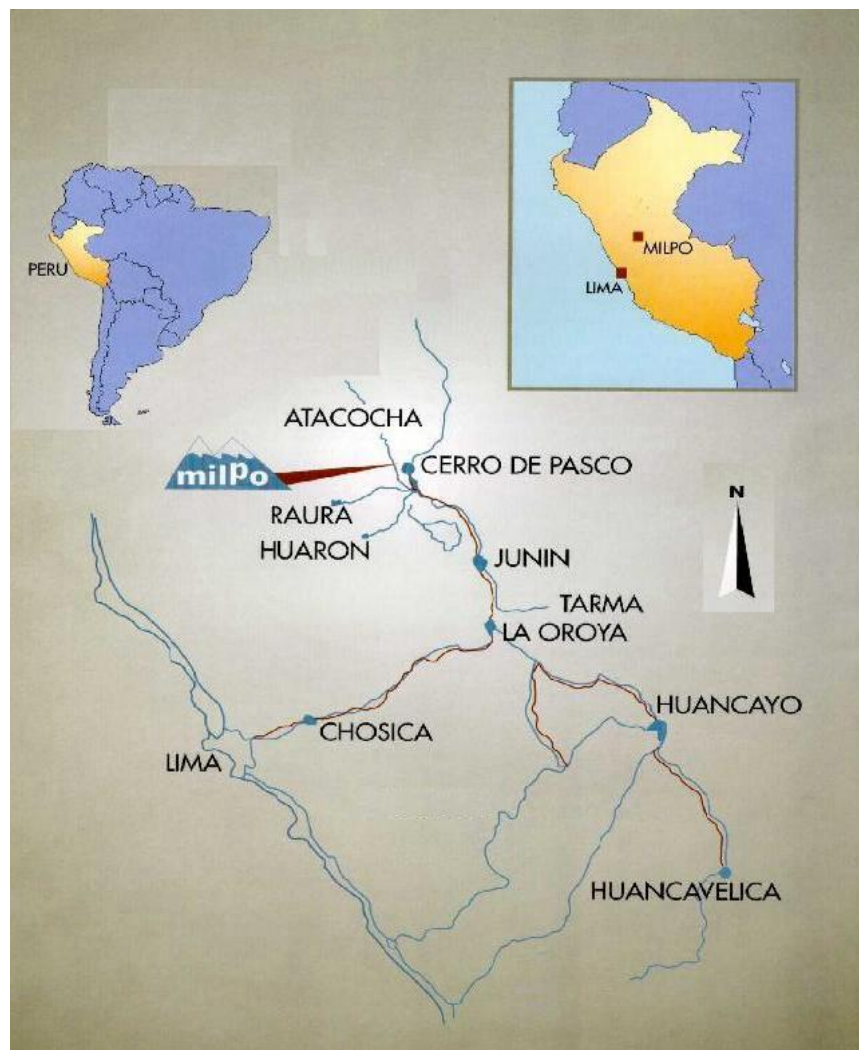 PERU
MILPO
LIMA
ATACOCHA
milpo
CERRO DE PASCO
RAURA
HUARON
N
JUNIN
TARMA
LA OROYA
HUANCAYO
CHOSICA
LIMA
HUANCAVELICA